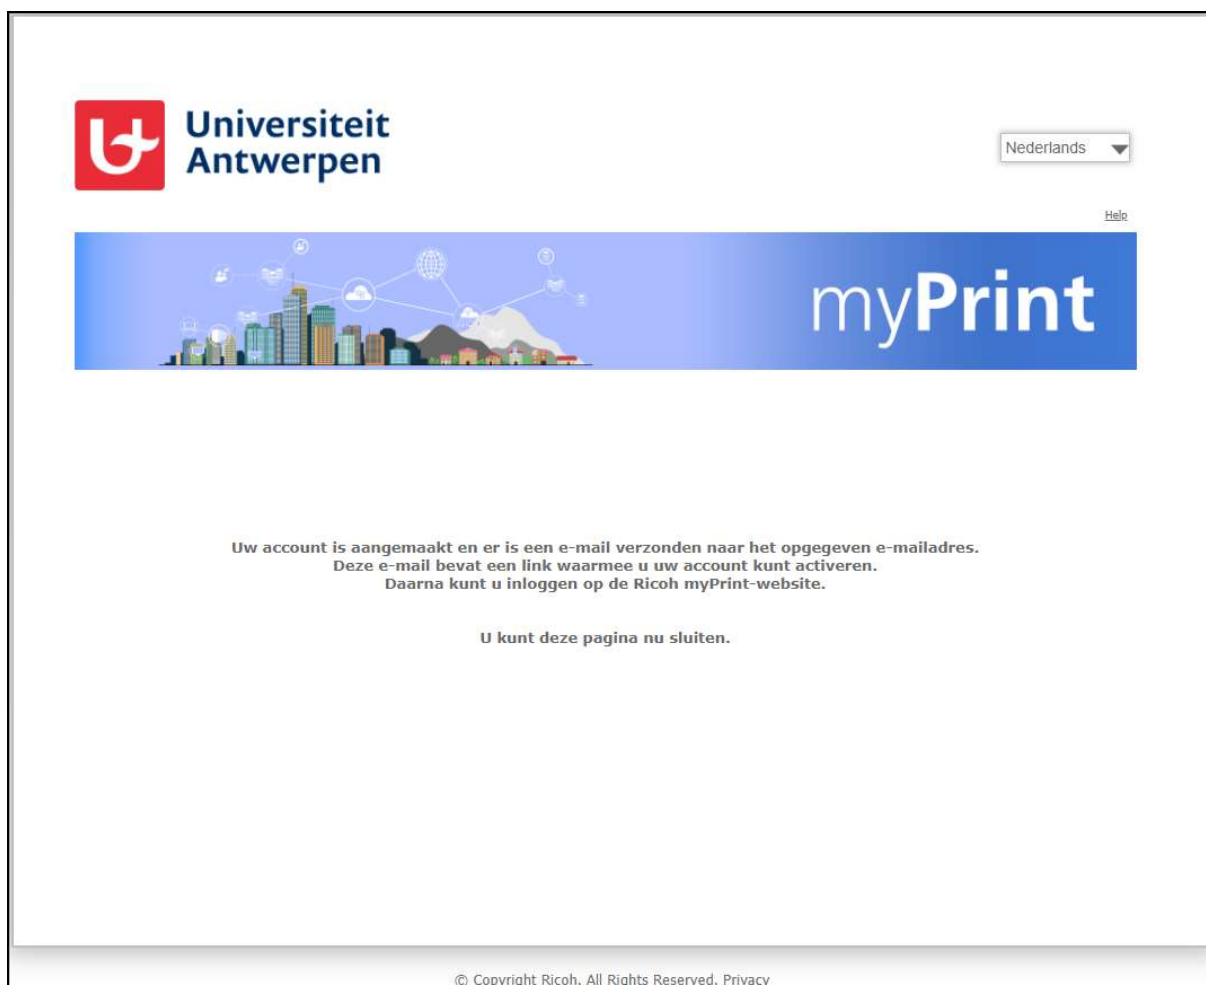 Universiteit
Antwerpen
Nederlands
Help
myPrint
Uw account is aangemaakt en er is een e-mail verzonden naar het opgegeven e-mailadres.
Deze e-mail bevat een link waarmee u uw account kunt activeren.
Daarna kunt u inloggen op de Ricoh myPrint-website.
U kunt deze pagina nu sluiten.
© Copyright Ricoh. All Rights Reserved. Privacy